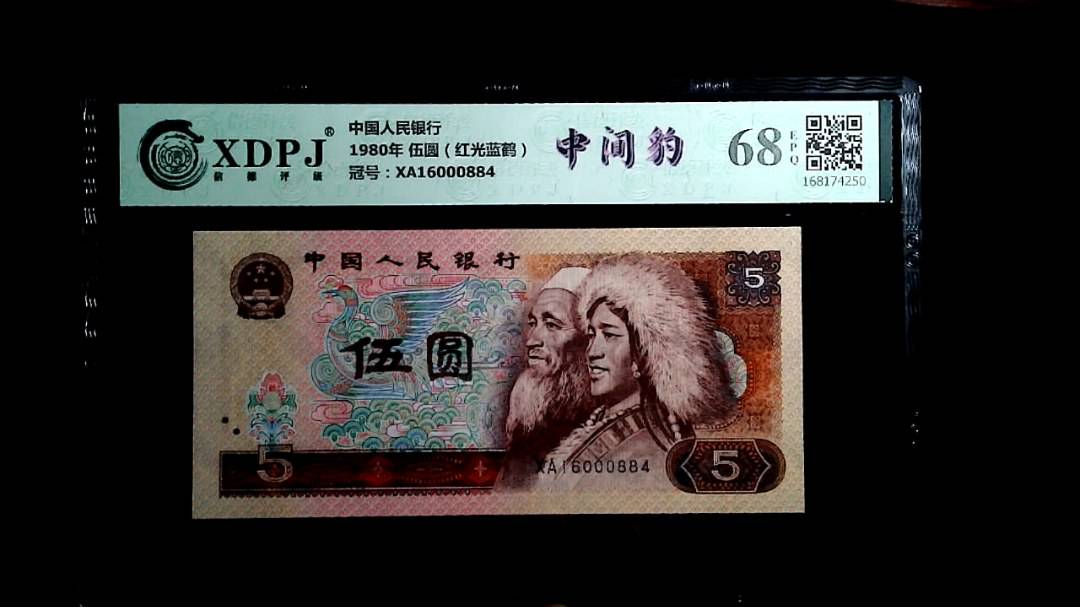 XDPJ®
信德评级
中国人民银行
1980年 伍圆（红光蓝鹤）
冠号：XA16000884
中间豹
68
EPQ
168174250
中国人民银行
5
伍圆
5
XA16000884
5